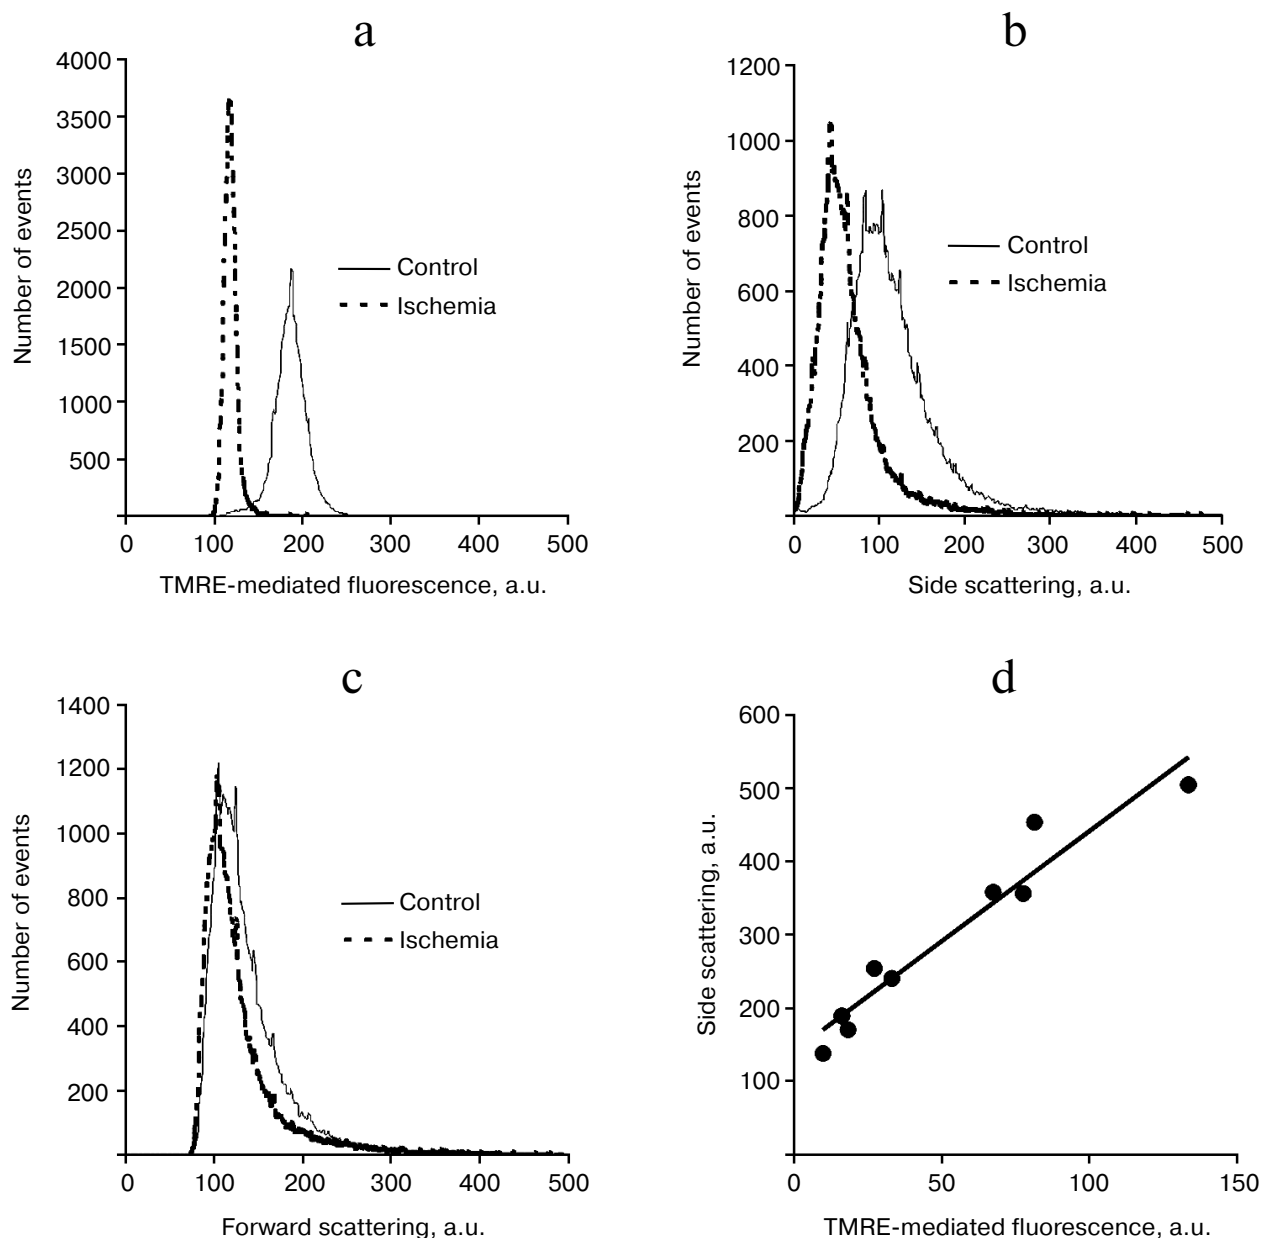 a
4000
3500
3000
2500
2000
1500
1000
500
0 100 200 300 400 500
Number of events
TMRE-mediated fluorescence, a.u.
Control
Ischemia
b
1200
1000
800
600
400
200
0 100 200 300 400 500
Number of events
Side scattering, a.u.
Control
Ischemia
c
1400
1200
1000
800
600
400
200
0 100 200 300 400 500
Number of events
Forward scattering, a.u.
Control
Ischemia
d
600
500
400
300
200
100
0 50 100 150
Side scattering, a.u.
TMRE-mediated fluorescence, a.u.